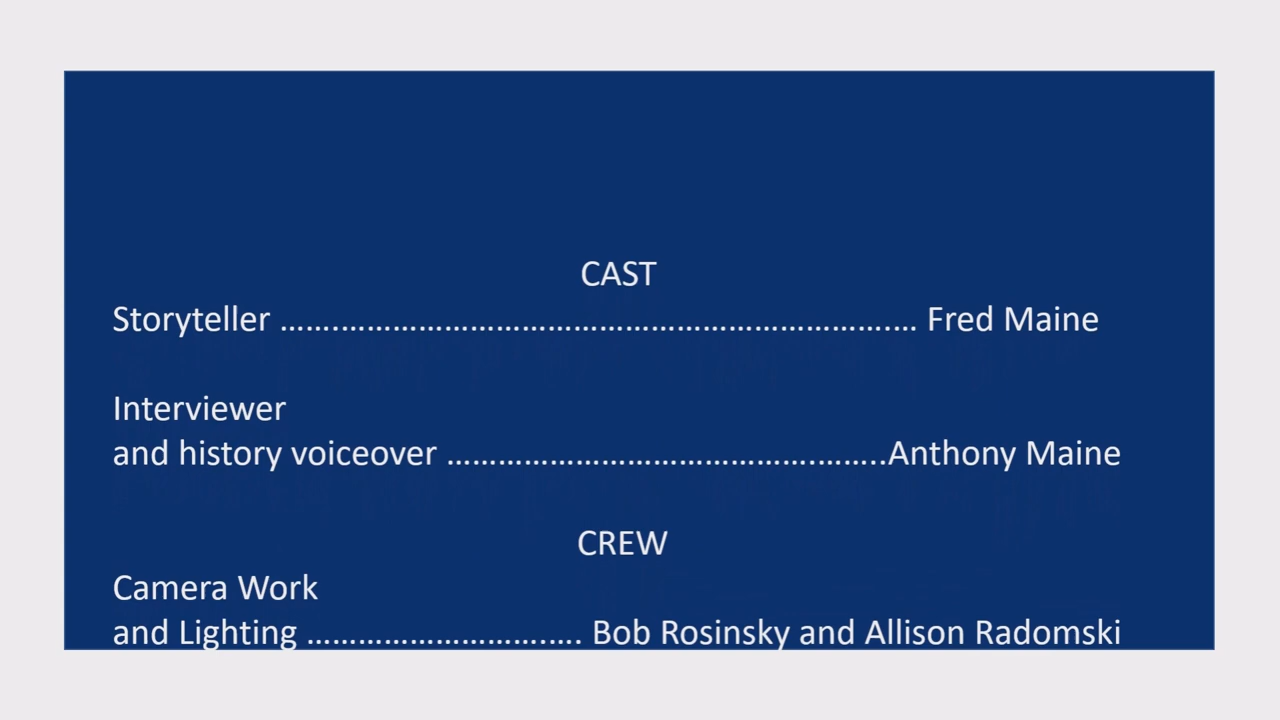 CAST
Storyteller …….…………………………………………………………….… Fred Maine
Interviewer
and history voiceover …………………………………….……..Anthony Maine
CREW
Camera Work
and Lighting ……………………….…. Bob Rosinsky and Allison Radomski